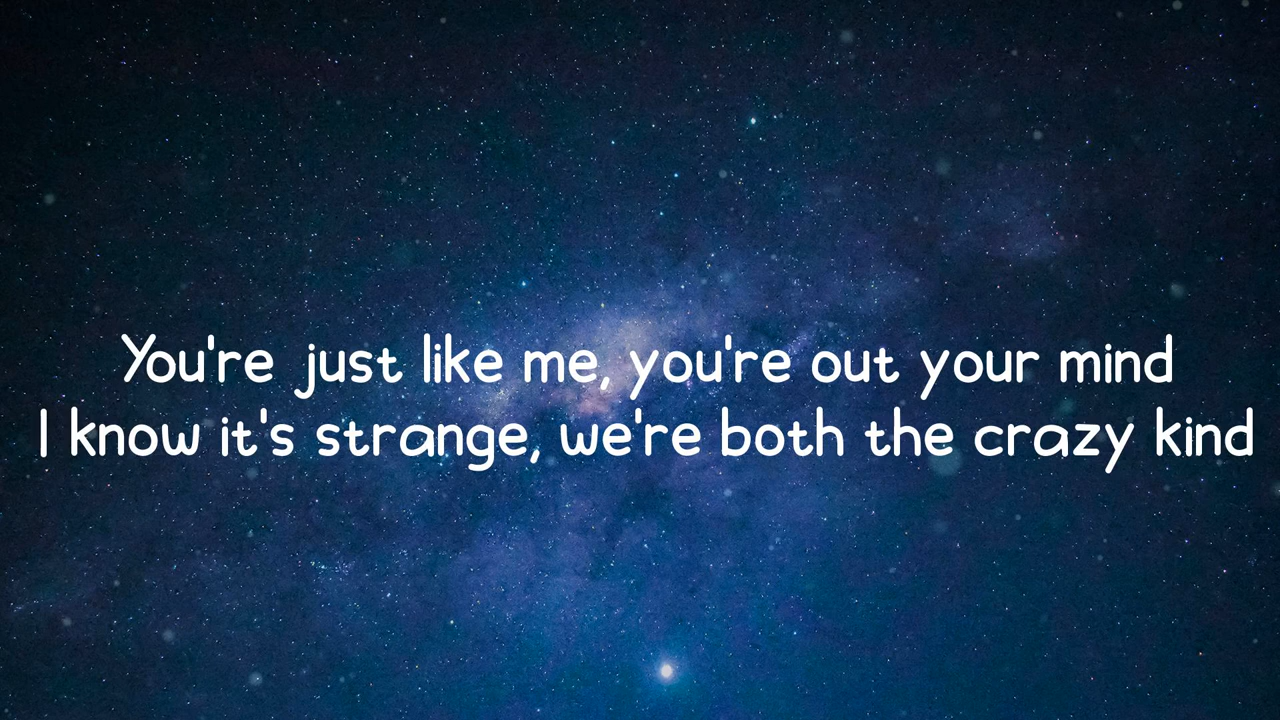 You're just like me, you're out your mind
I know it's strange, we're both the crazy kind